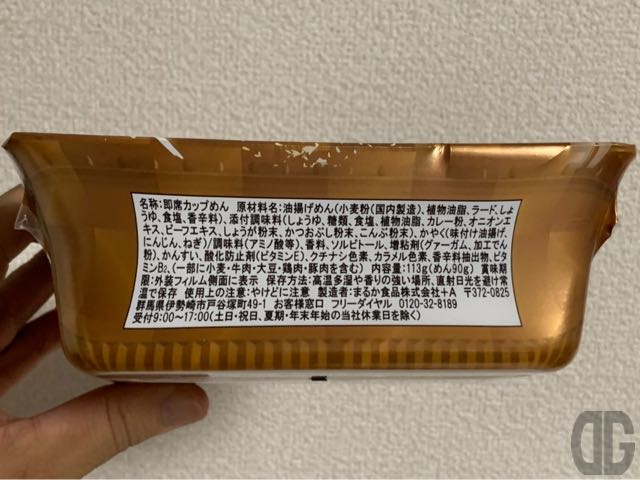 名称:即席カップめん 原材料名:油揚げめん(小麦粉(国内製造)、植物油脂、ラード、しょ
うゆ、食塩、香辛料)、添付調味料(しょうゆ、糖類、食塩、植物油脂、カレー粉、オニオンエ
キス、ビーフエキス、しょうが粉末、かつおぶし粉末、こんぶ粉末)、かやく(味付け油揚げ、
にんじん、ねぎ)/調味料(アミノ酸等)、香料、ソルビトール、増粘剤(グァーガム、加工でん
粉)、かんすい、酸化防止剤(ビタミンE)、クチナシ色素、カラメル色素、香辛料抽出物、ビ
タミンB2、(一部に小麦・牛肉・大豆・鶏肉・豚肉を含む) 内容量:113g(めん90g) 賞味期
限:外装フィルム側面に表示 保存方法:高温多湿や香りの強い場所、直射日光を避け常
温で保存 使用上の注意:やけどに注意 製造者:まるか食品株式会社+A 〒372-0825
群馬県伊勢崎市戸谷塚町49-1 お客様窓口 フリーダイヤル 0120-32-8189
受付9:00~17:00(土日・祝日、夏期・年末年始の当社休業日を除く)
DG